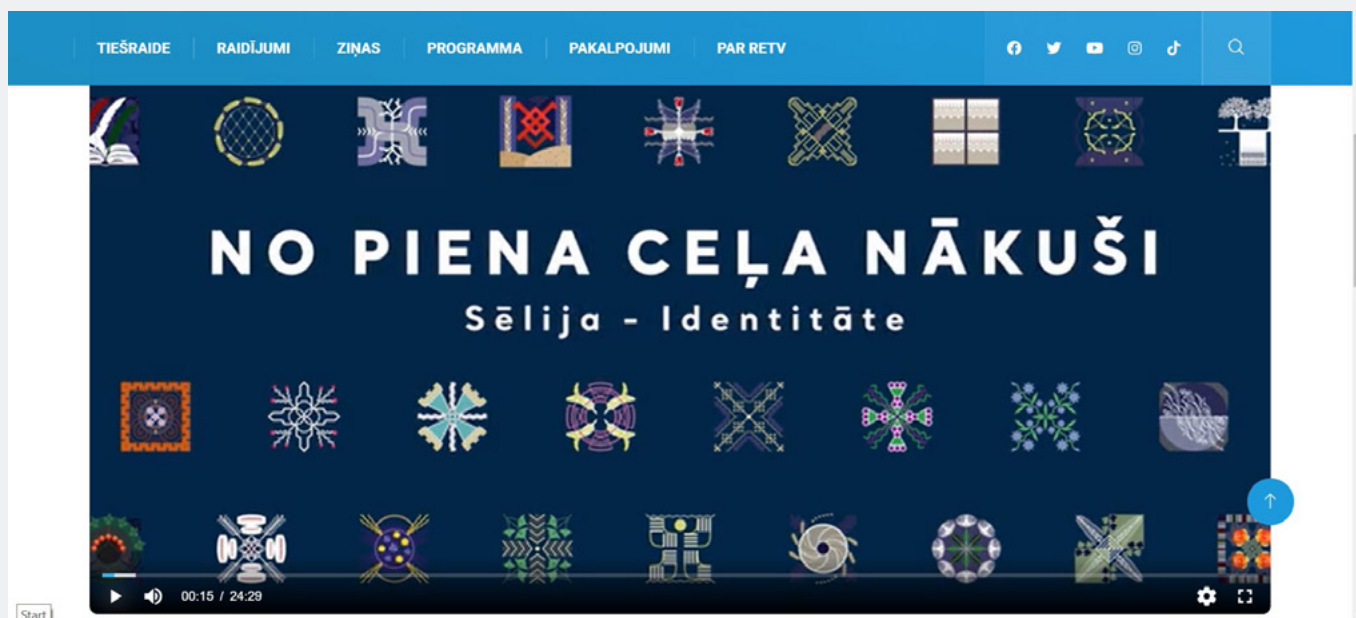 TIEŠRAIDE RAIDĪJUMI ZIŅAS PROGRAMMA PAKALPOJUMI PAR RETV
NO PIENA CEĻA NĀKUŠI
Sēlija - Identitāte
00:15 / 24:29
Start